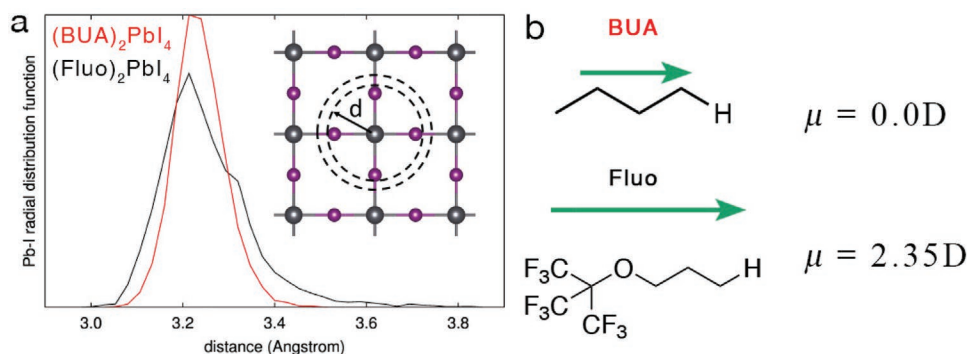 a
(BUA)₂PbI₄
(Fluo)₂PbI₄
d
Pb-I radial distribution function
3.0 3.2 3.4 3.6 3.8
distance (Angstrom)
b
BUA
H
μ = 0.0D
Fluo
F₃C O H
F₃C
F₃C
CF₃
μ = 2.35D